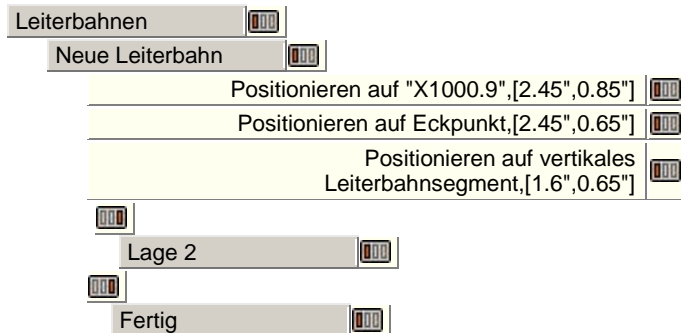 Leiterbahnen
Neue Leiterbahn
Positionieren auf "X1000.9",[2.45",0.85"]
Positionieren auf Eckpunkt,[2.45",0.65"]
Positionieren auf vertikales
Leiterbahnsegment,[1.6",0.65"]
Lage 2
Fertig